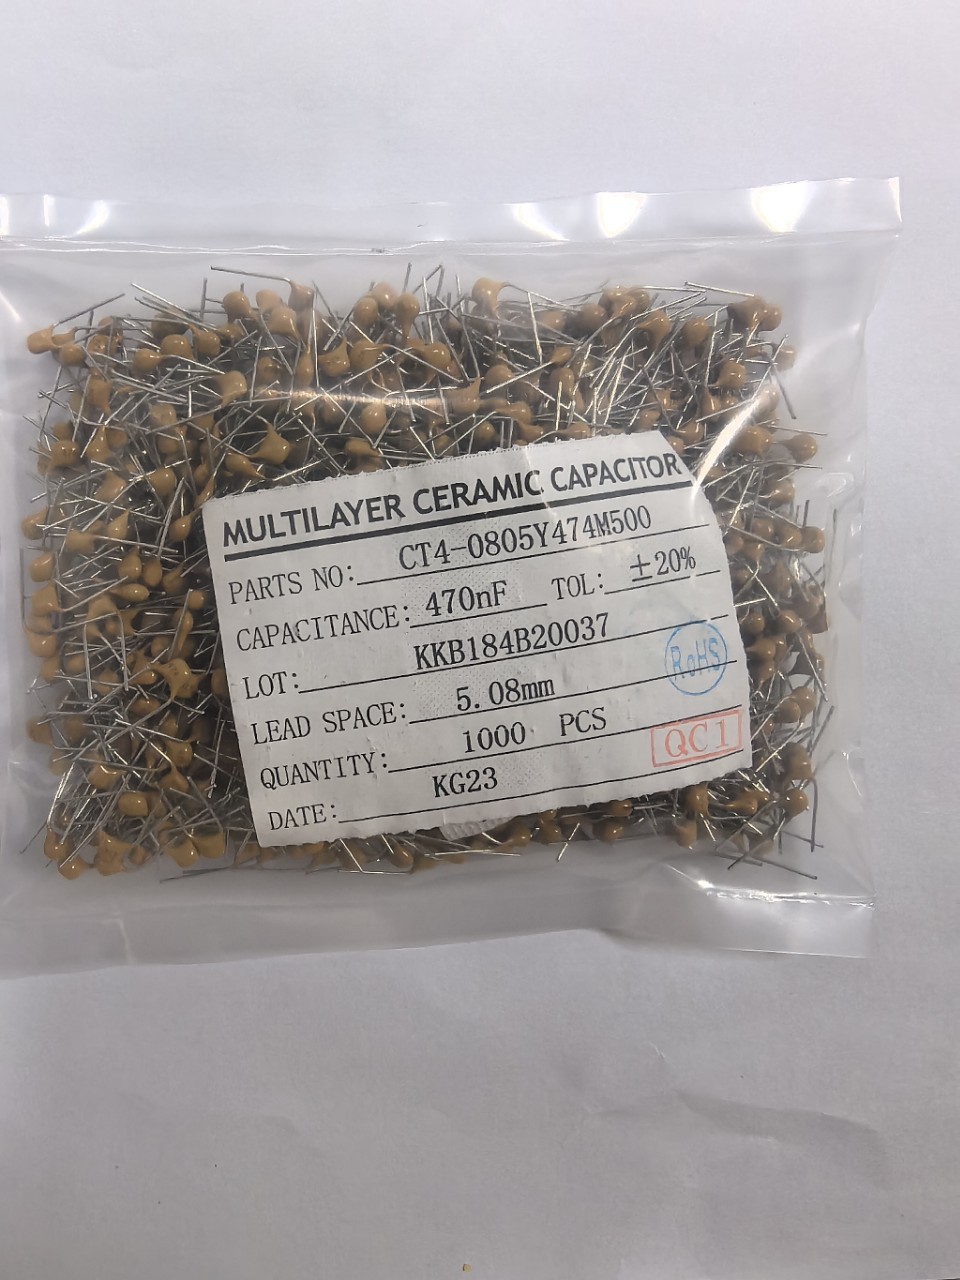 MULTILAYER CERAMIC CAPACITOR
PARTS NO: CT4-0805Y474M500
CAPACITANCE: 470nF TOL: ±20%
LOT: KKB184B20037
LEAD SPACE: 5.08mm
RoHS
QUANTITY: 1000 PCS
QC1
DATE: KG23